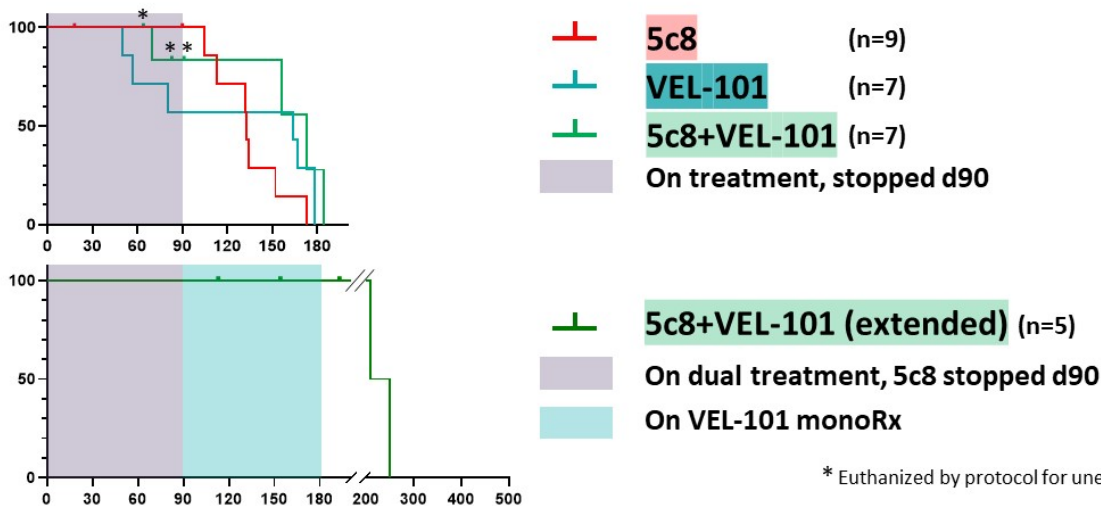 *
* *
100
50
0
0 30 60 90 120 150 180
5c8 (n=9)
VEL-101 (n=7)
5c8+VEL-101 (n=7)
On treatment, stopped d90
100
50
0
0 30 60 90 120 150 180 200 300 400 500
5c8+VEL-101 (extended) (n=5)
On dual treatment, 5c8 stopped d90
On VEL-101 monoRx
* Euthanized by protocol for une